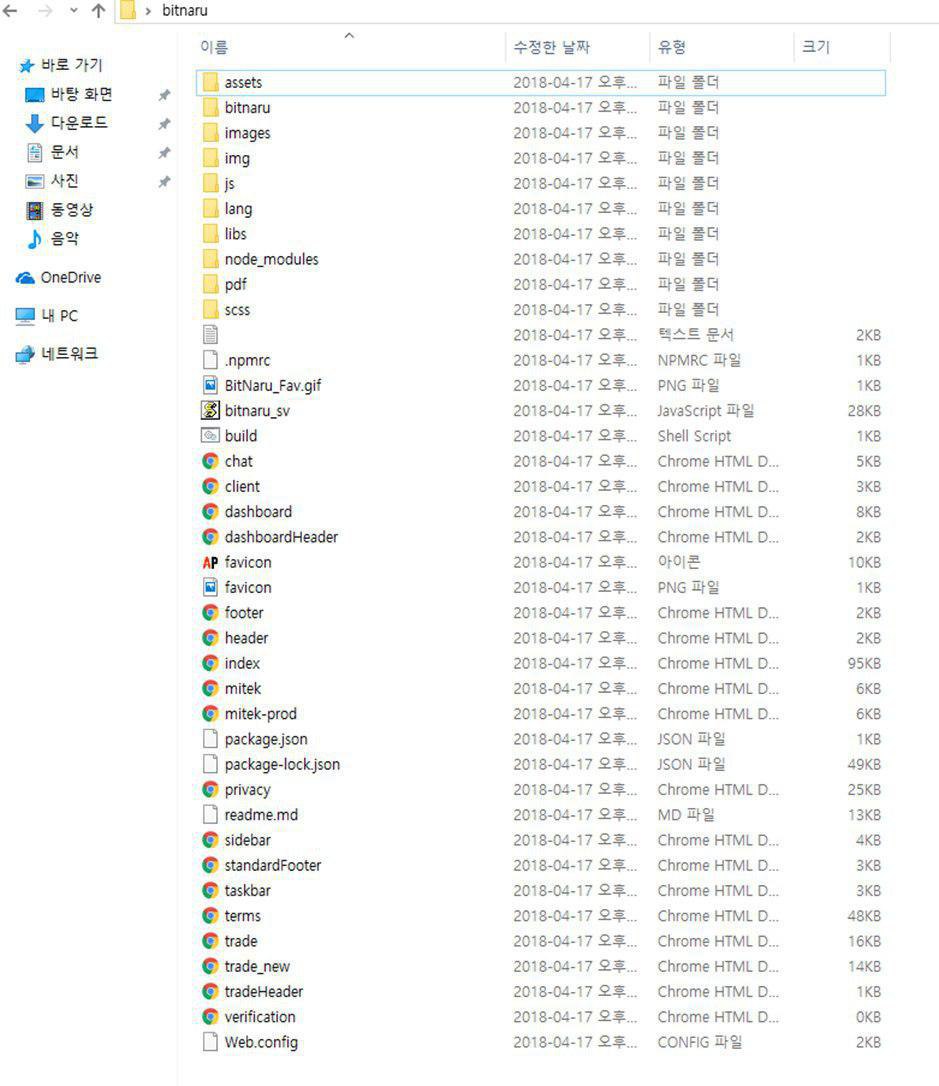 bitnaru
이름 수정한 날짜 유형 크기
바로 가기
바탕 화면
다운로드
문서
사진
동영상
음악
OneDrive
내 PC
네트워크
assets 2018-04-17 오후... 파일 폴더
bitnaru 2018-04-17 오후... 파일 폴더
images 2018-04-17 오후... 파일 폴더
img 2018-04-17 오후... 파일 폴더
js 2018-04-17 오후... 파일 폴더
lang 2018-04-17 오후... 파일 폴더
libs 2018-04-17 오후... 파일 폴더
node_modules 2018-04-17 오후... 파일 폴더
pdf 2018-04-17 오후... 파일 폴더
scss 2018-04-17 오후... 파일 폴더
2018-04-17 오후... 텍스트 문서 2KB
.npmrc 2018-04-17 오후... NPMRC 파일 1KB
BitNaru_Fav.gif 2018-04-17 오후... PNG 파일 1KB
bitnaru_sv 2018-04-17 오후... JavaScript 파일 28KB
build 2018-04-17 오후... Shell Script 1KB
chat 2018-04-17 오후... Chrome HTML D... 5KB
client 2018-04-17 오후... Chrome HTML D... 3KB
dashboard 2018-04-17 오후... Chrome HTML D... 8KB
dashboardHeader 2018-04-17 오후... Chrome HTML D... 2KB
AP favicon 2018-04-17 오후... 아이콘 10KB
favicon 2018-04-17 오후... PNG 파일 1KB
footer 2018-04-17 오후... Chrome HTML D... 2KB
header 2018-04-17 오후... Chrome HTML D... 2KB
index 2018-04-17 오후... Chrome HTML D... 95KB
mitek 2018-04-17 오후... Chrome HTML D... 6KB
mitek-prod 2018-04-17 오후... Chrome HTML D... 6KB
package.json 2018-04-17 오후... JSON 파일 1KB
package-lock.json 2018-04-17 오후... JSON 파일 49KB
privacy 2018-04-17 오후... Chrome HTML D... 25KB
readme.md 2018-04-17 오후... MD 파일 13KB
sidebar 2018-04-17 오후... Chrome HTML D... 4KB
standardFooter 2018-04-17 오후... Chrome HTML D... 3KB
taskbar 2018-04-17 오후... Chrome HTML D... 3KB
terms 2018-04-17 오후... Chrome HTML D... 48KB
trade 2018-04-17 오후... Chrome HTML D... 16KB
trade_new 2018-04-17 오후... Chrome HTML D... 14KB
tradeHeader 2018-04-17 오후... Chrome HTML D... 1KB
verification 2018-04-17 오후... Chrome HTML D... 0KB
Web.config 2018-04-17 오후... CONFIG 파일 2KB